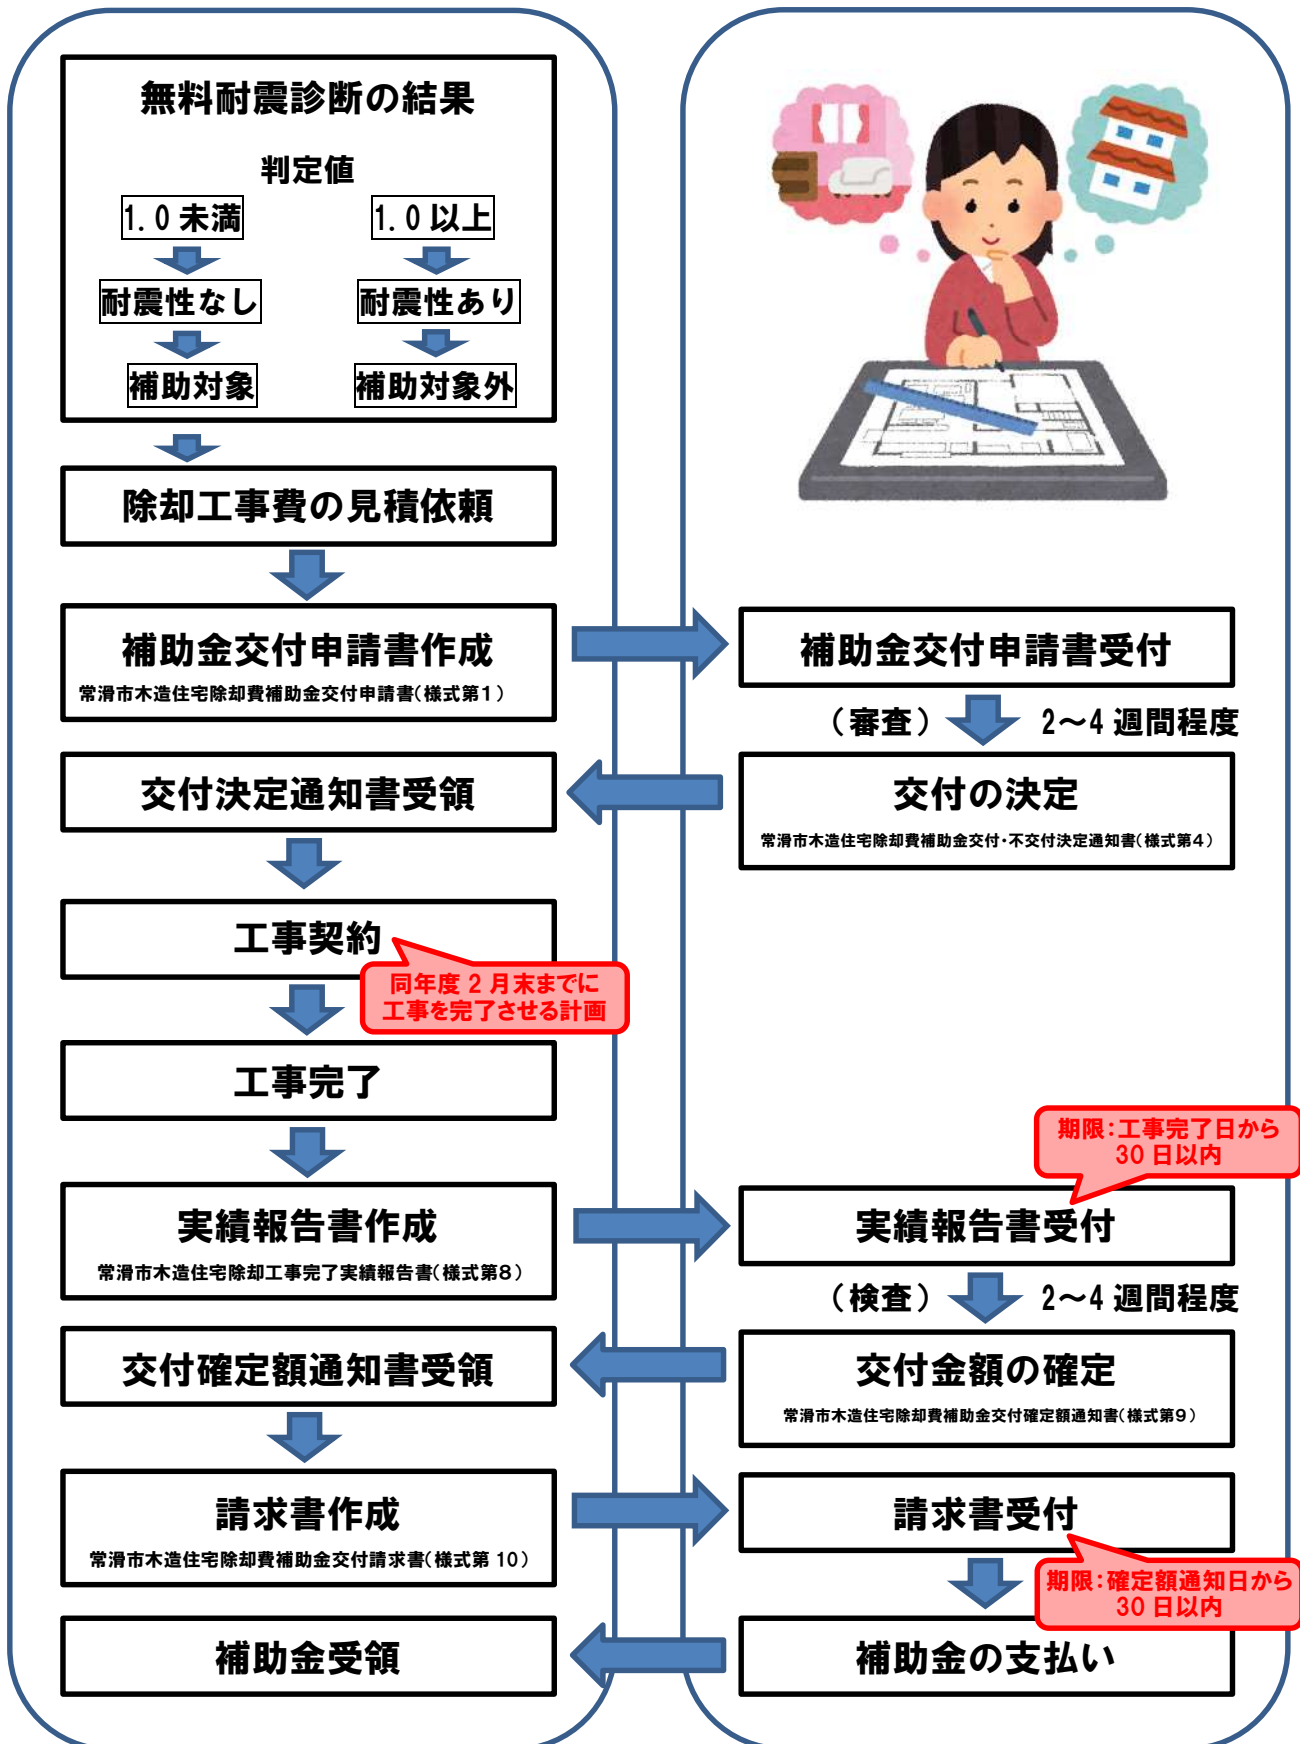 無料耐震診断の結果
判定値
1.0未満
1.0以上
耐震性なし
耐震性あり
補助対象
補助対象外
除却工事費の見積依頼
補助金交付申請書作成
常滑市木造住宅除却費補助金交付申請書(様式第1)
補助金交付申請書受付
(審査)
2～4週間程度
交付の決定
常滑市木造住宅除却費補助金交付・不交付決定通知書(様式第4)
交付決定通知書受領
工事契約
同年度2月末までに
工事を完了させる計画
工事完了
実績報告書作成
常滑市木造住宅除却工事完了実績報告書(様式第8)
期限:工事完了日から
30日以内
実績報告書受付
(検査)
2～4週間程度
交付金額の確定
常滑市木造住宅除却費補助金交付確定額通知書(様式第9)
交付確定額通知書受領
請求書作成
常滑市木造住宅除却費補助金交付請求書(様式第10)
請求書受付
期限:確定額通知日から
30日以内
補助金の支払い
補助金受領